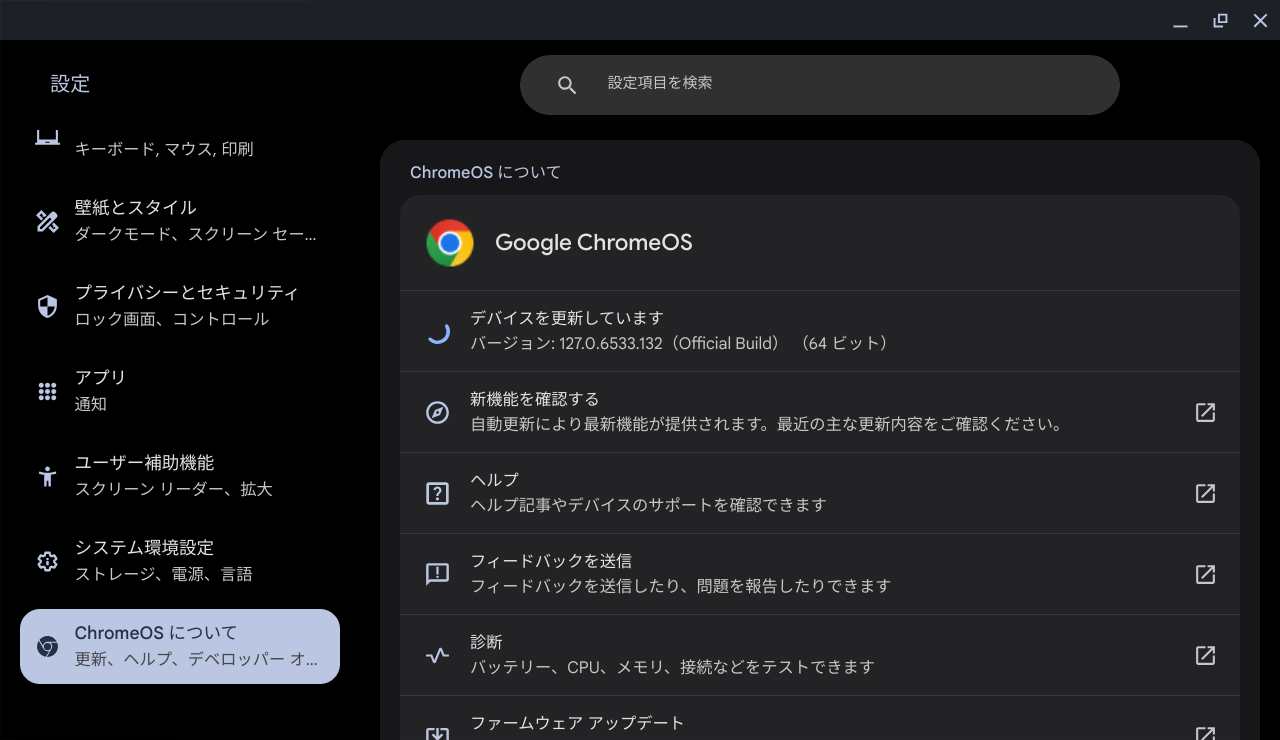 設定
設定項目を検索
キーボード, マウス, 印刷
壁紙とスタイル
ダークモード、スクリーン セー...
プライバシーとセキュリティ
ロック画面、コントロール
アプリ
通知
ユーザー補助機能
スクリーン リーダー、拡大
システム環境設定
ストレージ、電源、言語
ChromeOS について
更新、ヘルプ、デベロッパー オ...
ChromeOS について
Google ChromeOS
デバイスを更新しています
バージョン: 127.0.6533.132（Official Build） （64 ビット）
新機能を確認する
自動更新により最新機能が提供されます。最近の主な更新内容をご確認ください。
ヘルプ
ヘルプ記事やデバイスのサポートを確認できます
フィードバックを送信
フィードバックを送信したり、問題を報告したりできます
診断
バッテリー、CPU、メモリ、接続などをテストできます
ファームウェア アップデート